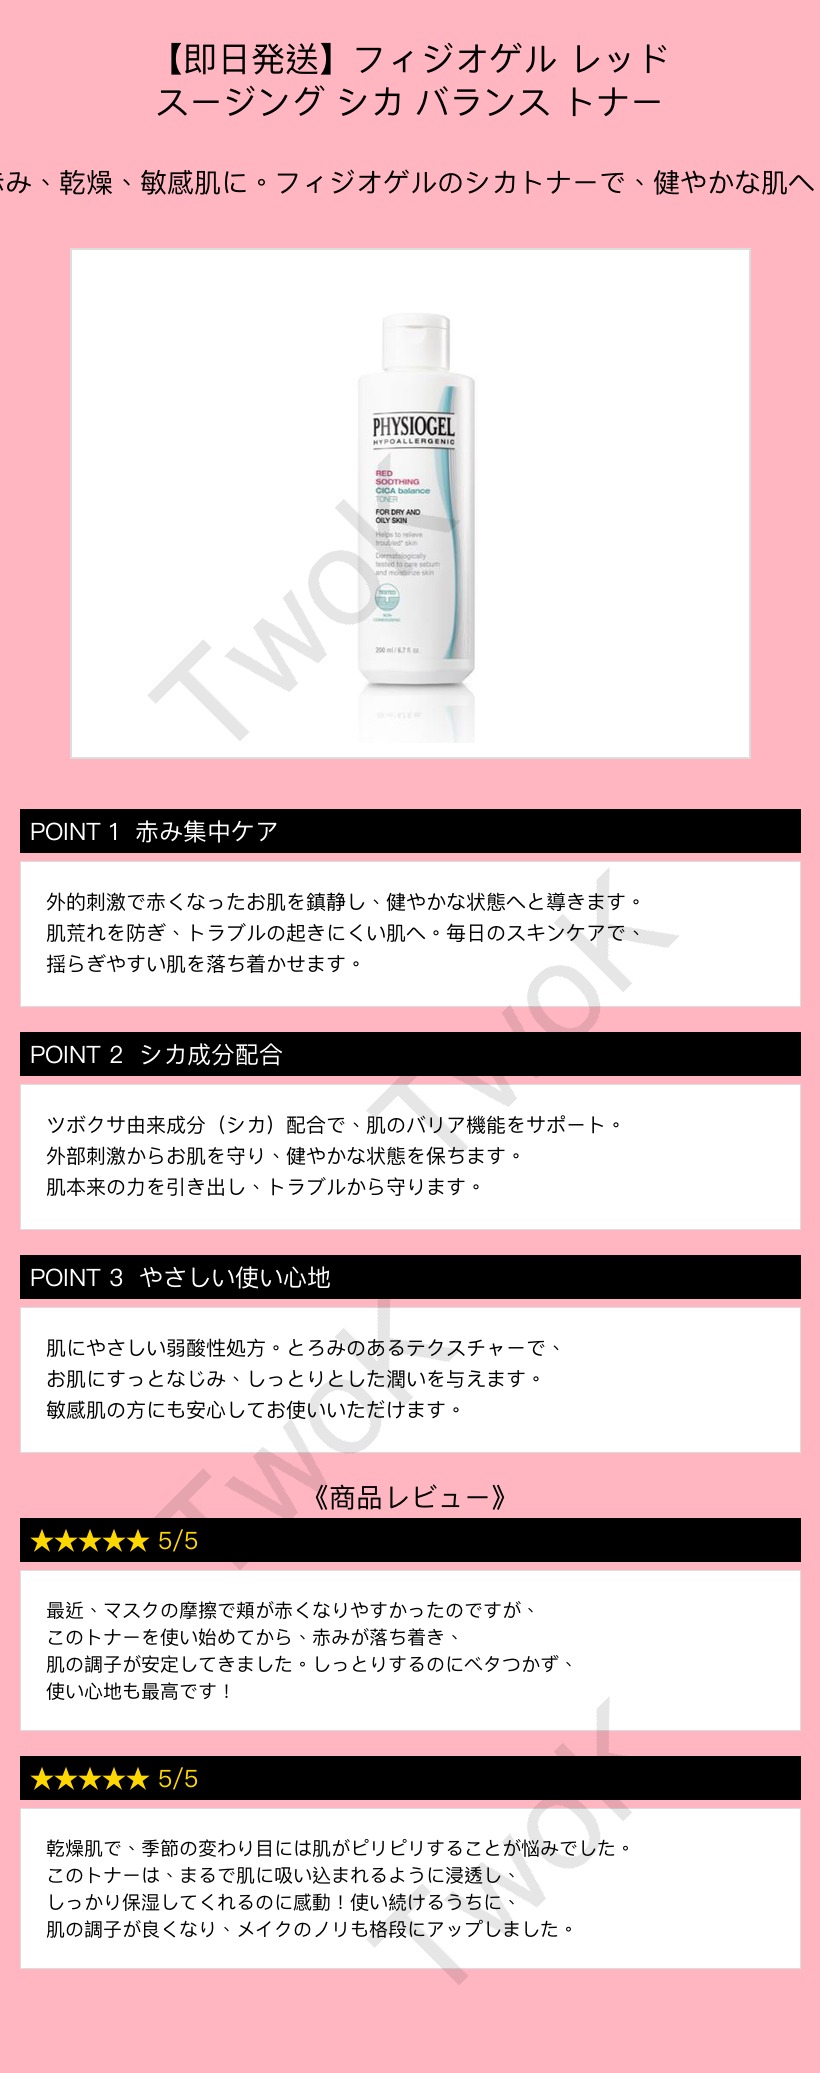 【即日発送】フィジオゲル レッド
スージング シカ バランス トナー
み、乾燥、敏感肌に。フィジオゲルのシカトナーで、健やかな肌へ
PHYSIOGEL
HYPOALLERGENIC
RED
SOOTHING
CICA balance
TONER
FOR DRY AND
OILY SKIN
Helps to relieve
troubled* skin
Dermatologically
tested to care sebum
and moisturize skin
TESTED
200 ml / 6.7 fl. oz.
TwoK
POINT 1 赤み集中ケア
外的刺激で赤くなったお肌を鎮静し、健やかな状態へと導きます。
肌荒れを防ぎ、トラブルの起きにくい肌へ。毎日のスキンケアで、
揺らぎやすい肌を落ち着かせます。
TwoK
POINT 2 シカ成分配合
ツボクサ由来成分（シカ）配合で、肌のバリア機能をサポート。
外部刺激からお肌を守り、健やかな状態を保ちます。
肌本来の力を引き出し、トラブルから守ります。
POINT 3 やさしい使い心地
肌にやさしい弱酸性処方。とろみのあるテクスチャーで、
お肌にすっとなじみ、しっとりとした潤いを与えます。
敏感肌の方にも安心してお使いいただけます。
TwoK
《商品レビュー》
★★★★★ 5/5
最近、マスクの摩擦で頬が赤くなりやすかったのですが、
このトナーを使い始めてから、赤みが落ち着き、
肌の調子が安定してきました。しっとりするのにベタつかず、
使い心地も最高です！
★★★★★ 5/5
乾燥肌で、季節の変わり目には肌がピリピリすることが悩みでした。
このトナーは、まるで肌に吸い込まれるように浸透し、
しっかり保湿してくれるのに感動！使い続けるうちに、
肌の調子が良くなり、メイクのノリも格段にアップしました。
TwoK